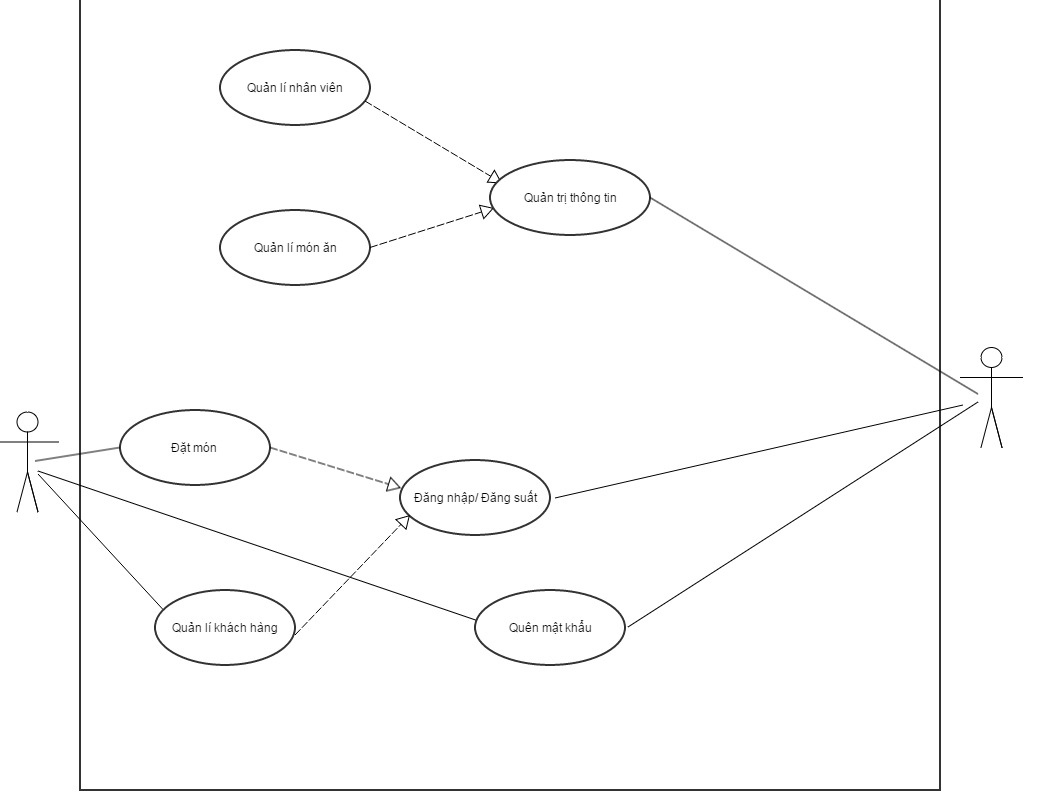 Quản lí nhân viên
Quản trị thông tin
Quản lí món ăn
Đặt món
Đăng nhập/ Đăng suất
Quản lí khách hàng
Quên mật khẩu